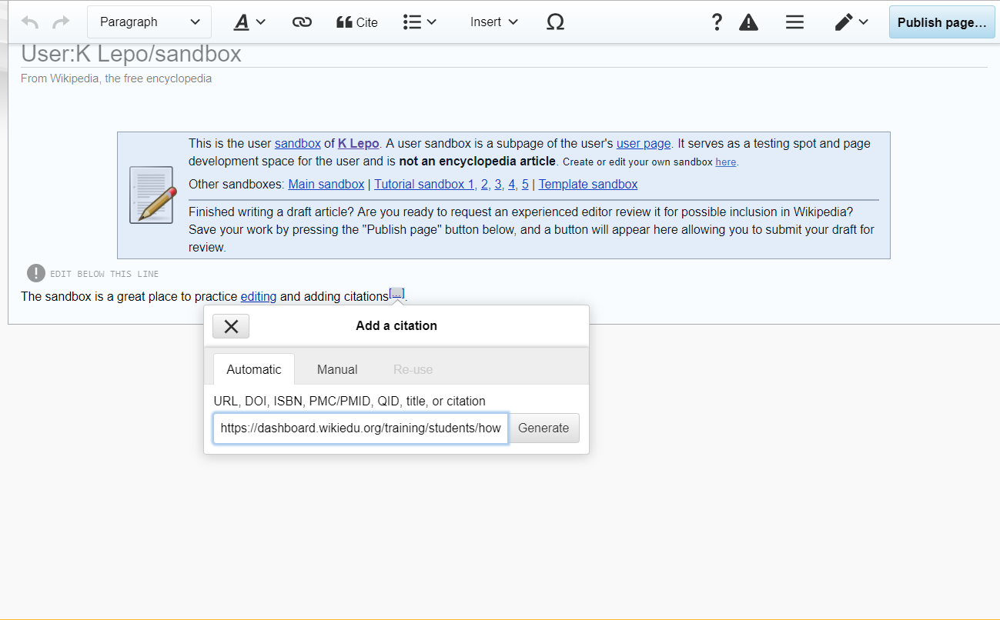 Paragraph A Cite Insert Ω ? Publish page…
User:K Lepo/sandbox
From Wikipedia, the free encyclopedia
This is the user sandbox of K Lepo. A user sandbox is a subpage of the user's user page. It serves as a testing spot and page
development space for the user and is not an encyclopedia article. Create or edit your own sandbox here.
Other sandboxes: Main sandbox | Tutorial sandbox 1, 2, 3, 4, 5 | Template sandbox
Finished writing a draft article? Are you ready to request an experienced editor review it for possible inclusion in Wikipedia?
Save your work by pressing the "Publish page" button below, and a button will appear here allowing you to submit your draft for
review.
! EDIT BELOW THIS LINE
The sandbox is a great place to practice editing and adding citations[...].
Add a citation
Automatic Manual Re-use
URL, DOI, ISBN, PMC/PMID, QID, title, or citation
https://dashboard.wikiedu.org/training/students/how Generate